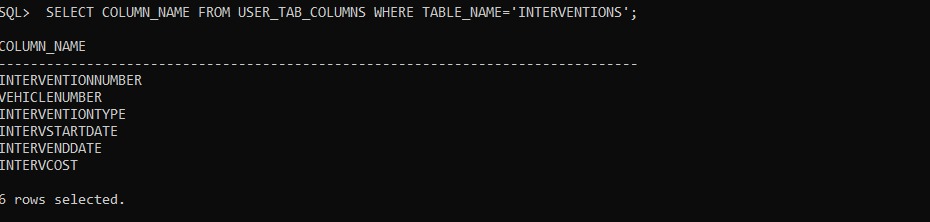 SQL>  SELECT COLUMN_NAME FROM USER_TAB_COLUMNS WHERE TABLE_NAME='INTERVENTIONS';
COLUMN_NAME
--------------------------------------------------------------------------------
INTERVENTIONNUMBER
VEHICLENUMBER
INTERVENTIONTYPE
INTERVSTARTDATE
INTERVENDDATE
INTERVCOST
6 rows selected.